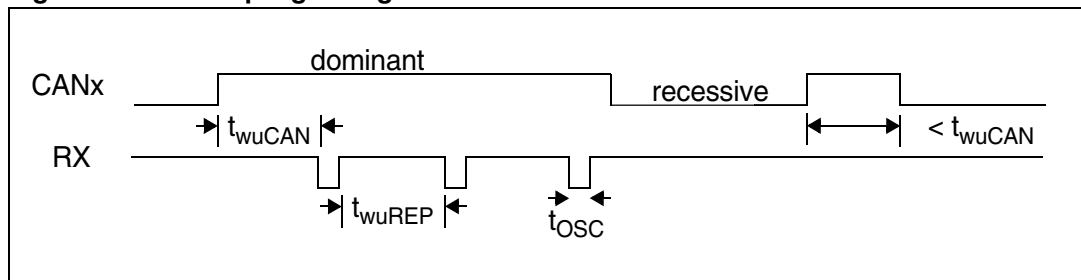 dominant
CANx
recessive
t_wuCAN
< t_wuCAN
RX
t_wuREP
t_OSC